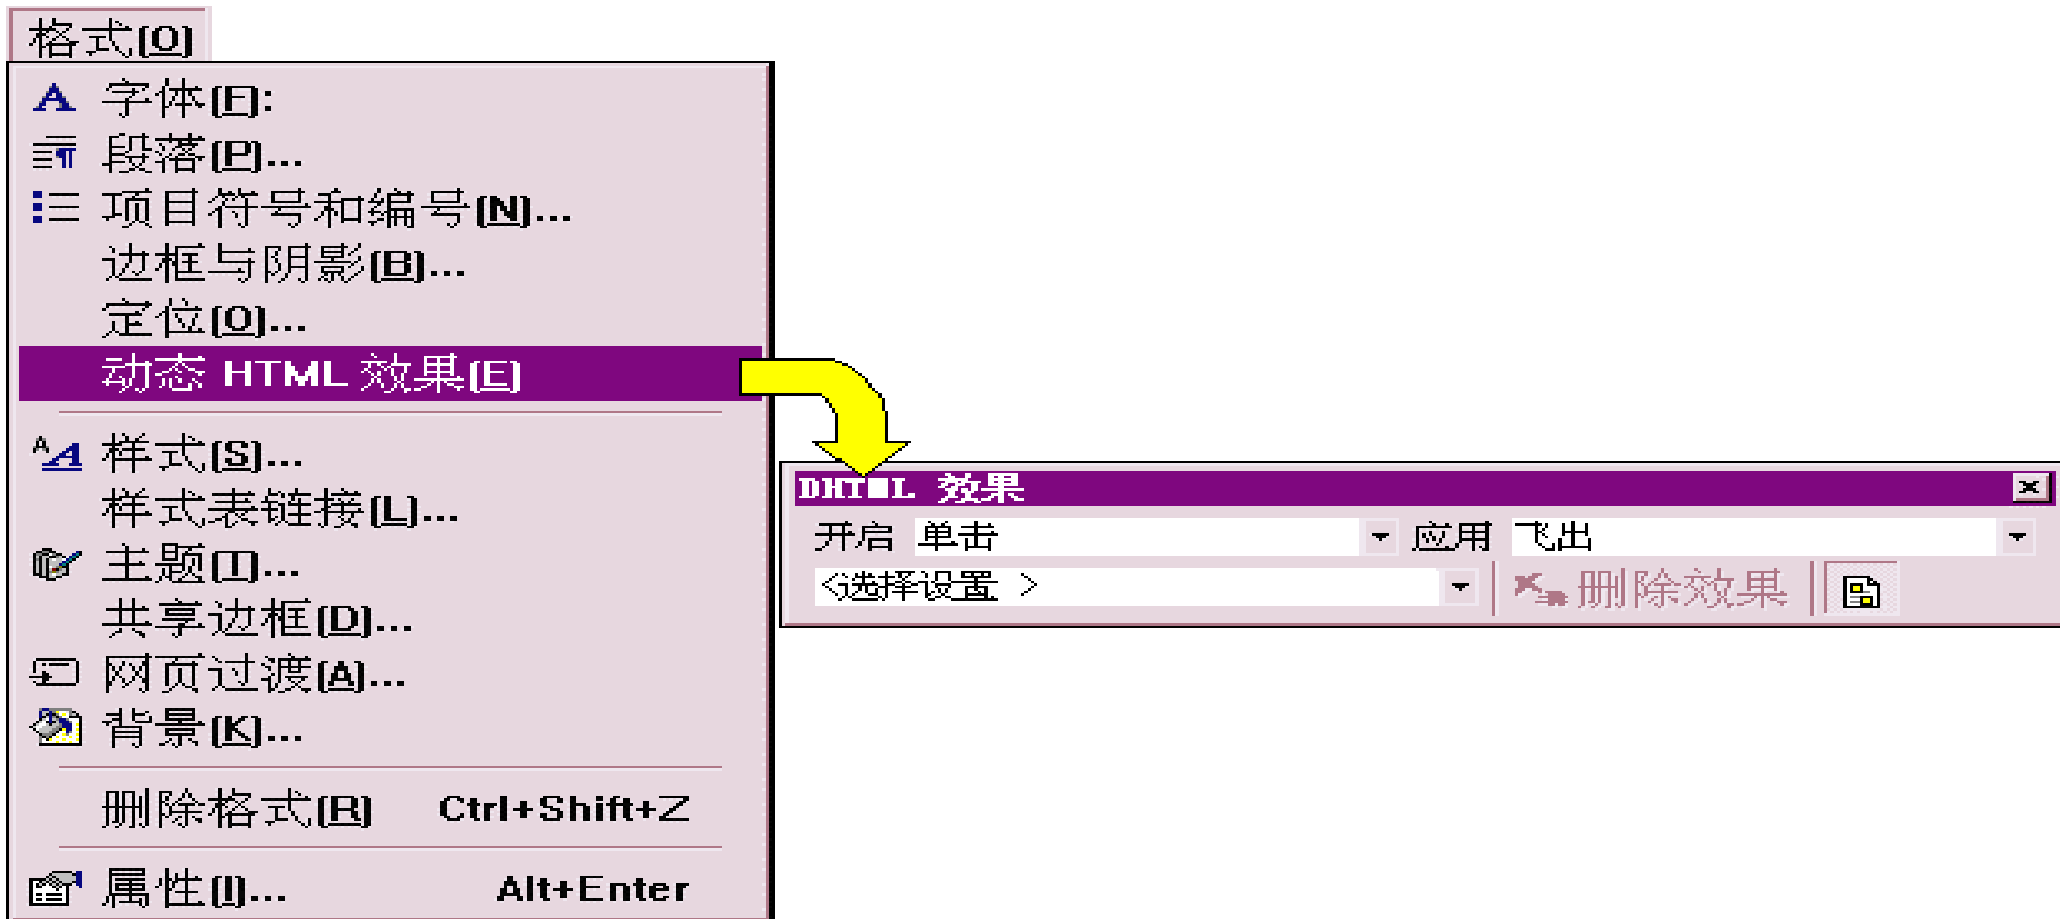 格式(O)
字体(F):
段落(P)...
项目符号和编号(N)...
边框与阴影(B)...
定位(O)...
动态 HTML 效果(E)
样式(S)...
样式表链接(L)...
主题(T)...
共享边框(D)...
网页过渡(A)...
背景(K)...
删除格式(R) Ctrl+Shift+Z
属性(I)... Alt+Enter
DHTML 效果
开启 单击 应用 飞出
<选择设置 > 删除效果